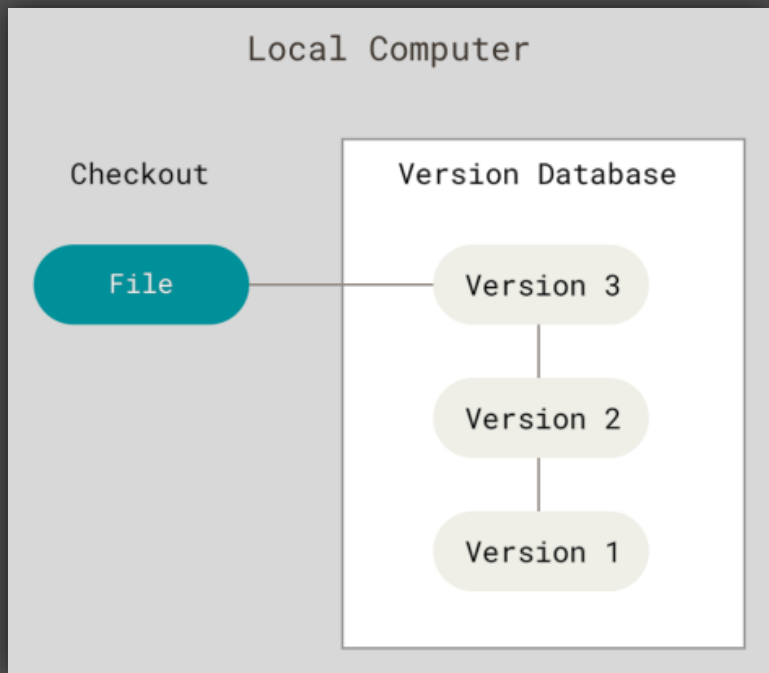 Local Computer
Checkout
Version Database
File
Version 3
Version 2
Version 1